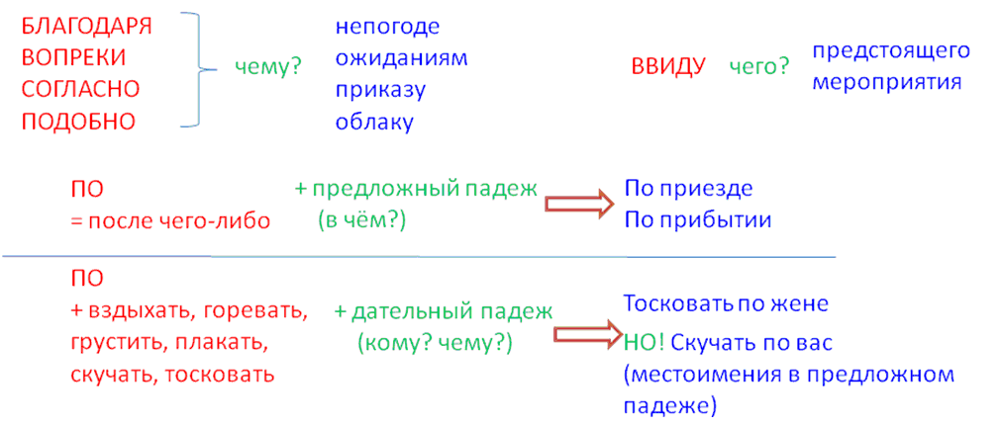 БЛАГОДАРЯ
ВОПРЕКИ
СОГЛАСНО
ПОДОБНО
чему?
непогоде
ожиданиям
приказу
облаку
ВВИДУ чего?
предстоящего
мероприятия
ПО
= после чего-либо
+ предложный падеж
(в чём?)
По приезде
По прибытии
ПО
+ вздыхать, горевать,
грустить, плакать,
скучать, тосковать
+ дательный падеж
(кому? чему?)
Тосковать по жене
НО! Скучать по вас
(местоимения в предложном
падеже)